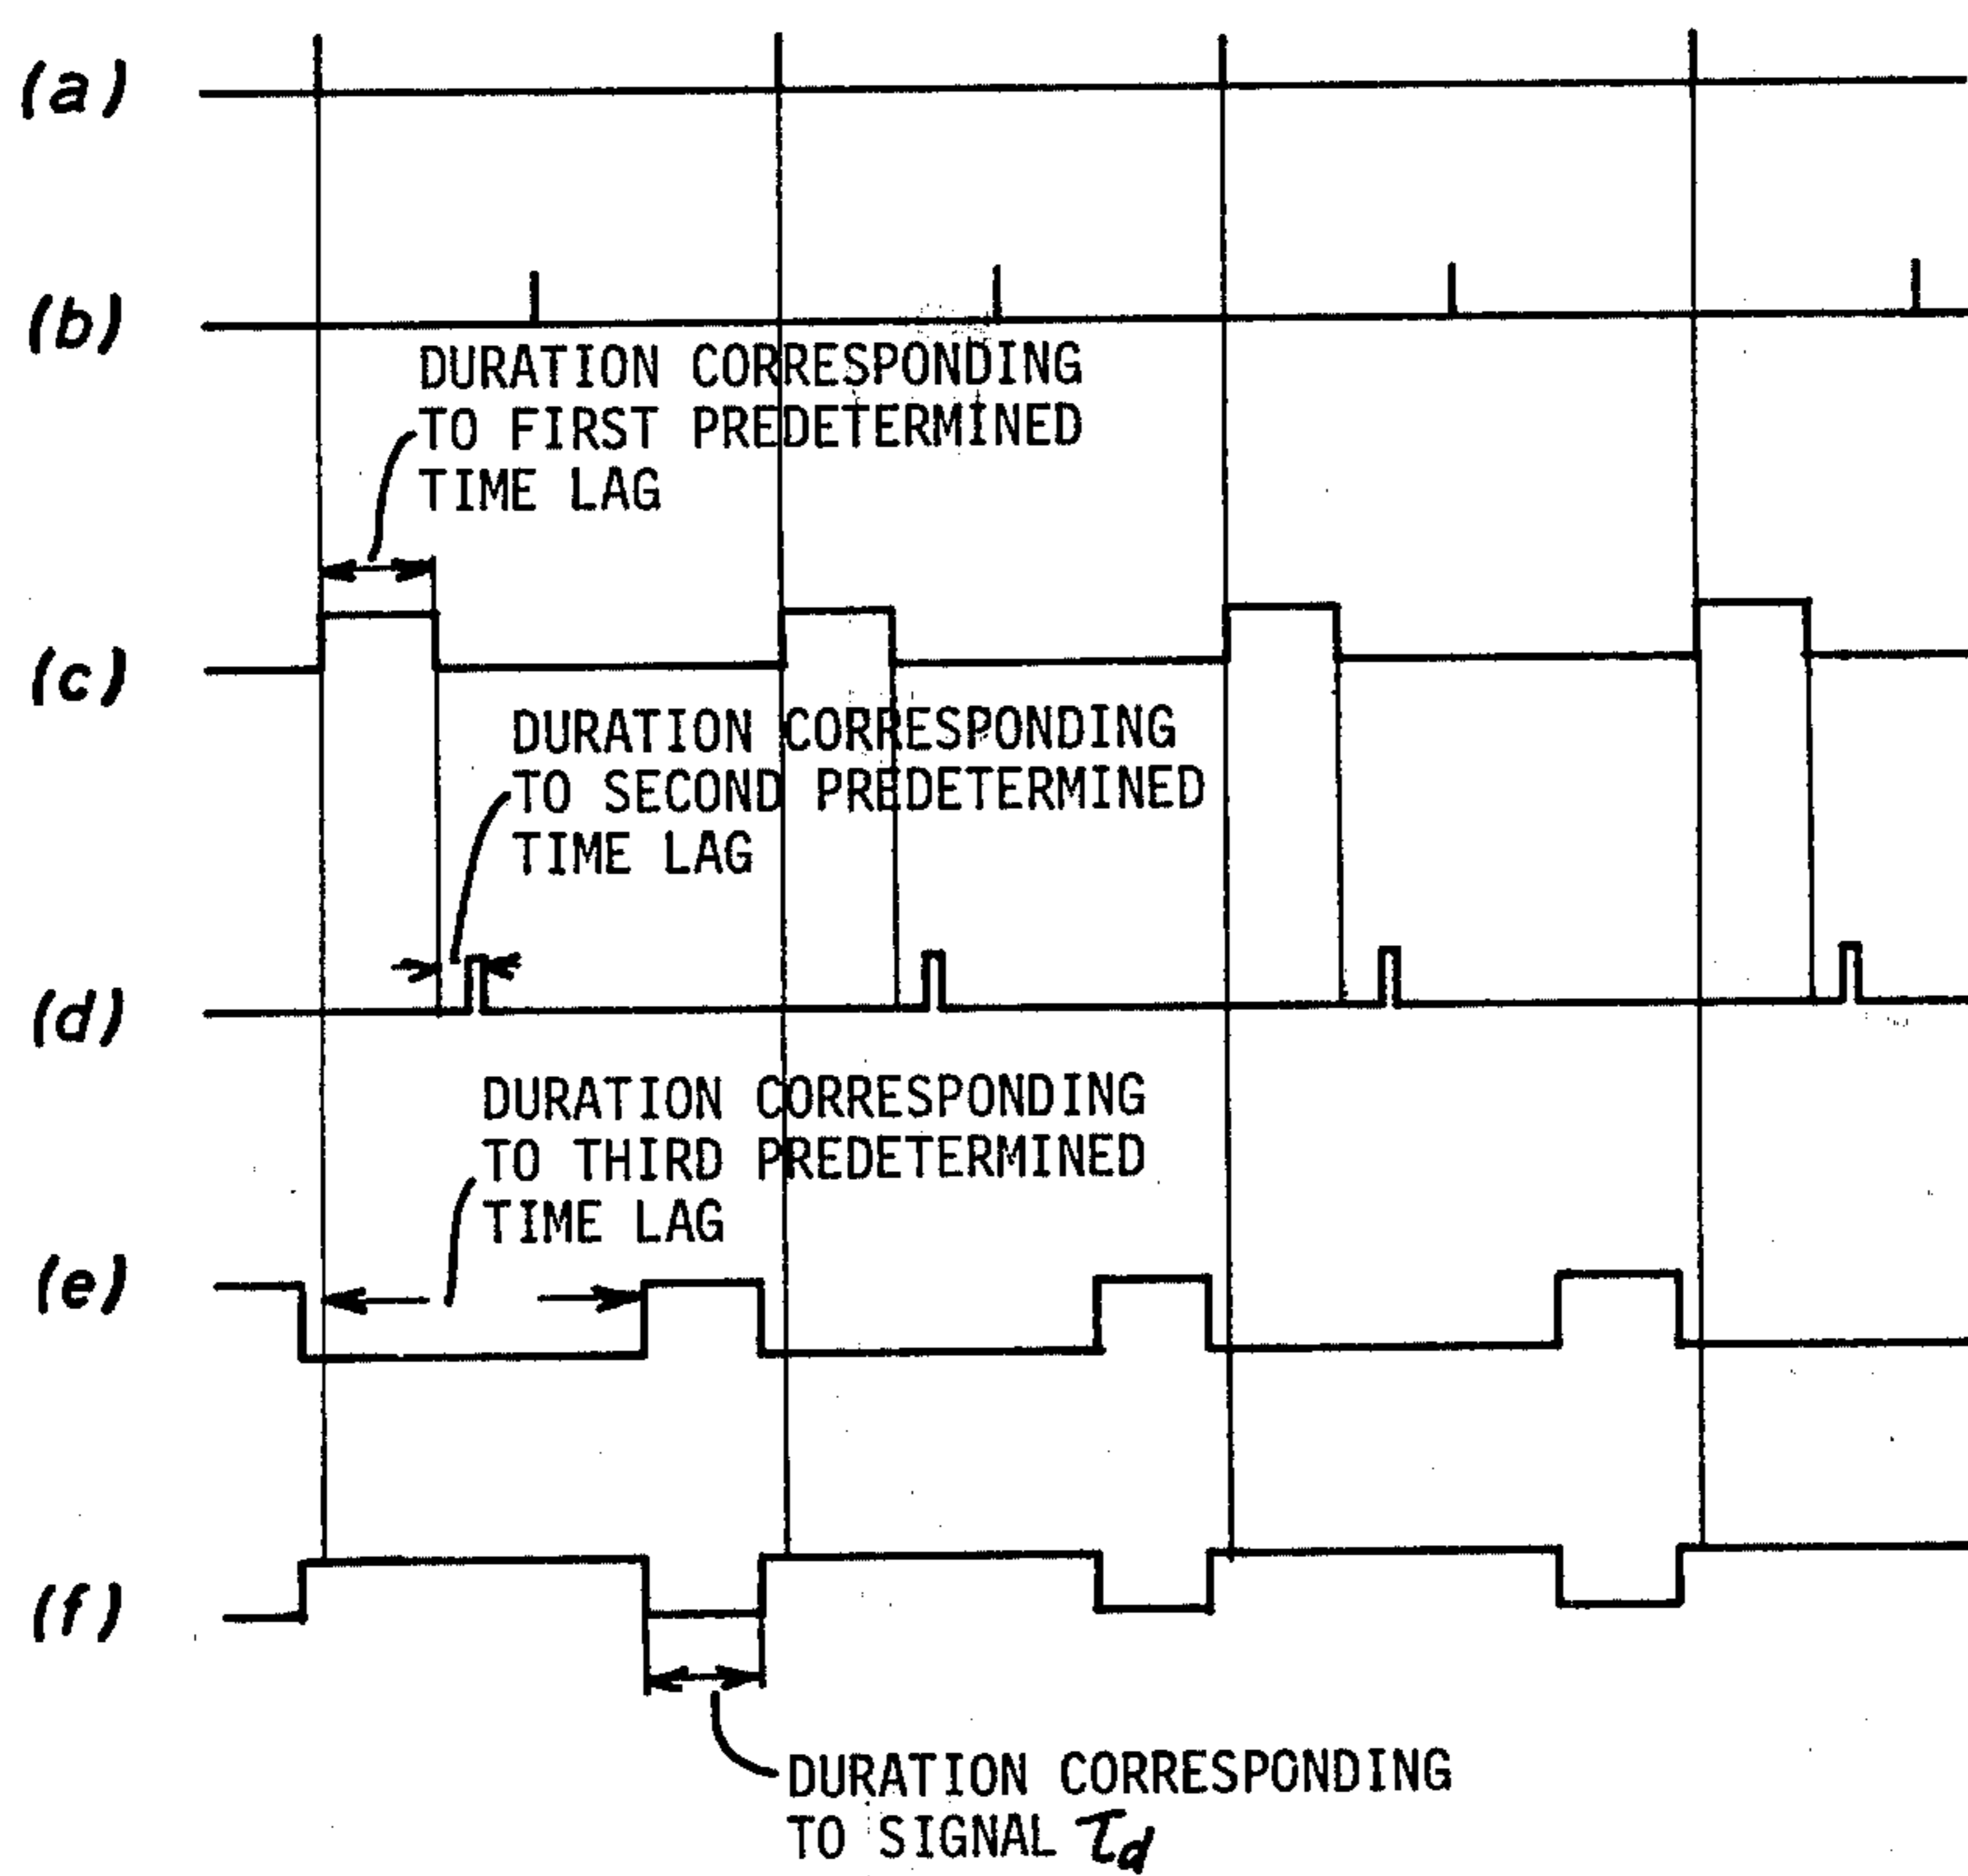 (a)
(b)
DURATION CORRESPONDING
TO FIRST PREDETERMINED
TIME LAG
(c)
DURATION CORRESPONDING
TO SECOND PREDETERMINED
TIME LAG
(d)
DURATION CORRESPONDING
TO THIRD PREDETERMINED
TIME LAG
(e)
(f)
DURATION CORRESPONDING
TO SIGNAL τd